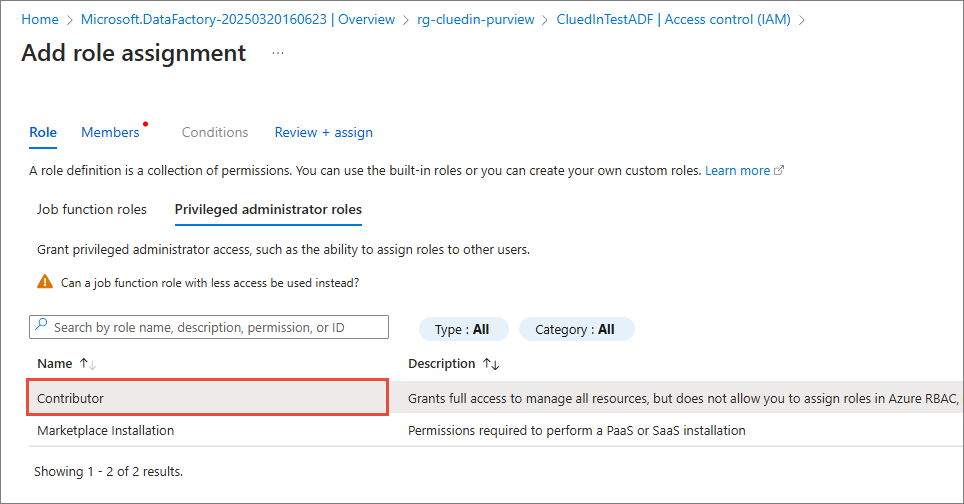 Home > Microsoft.DataFactory-20250320160623 | Overview > rg-cluedin-purview > CluedInTestADF | Access control (IAM) >
Add role assignment ...
Role Members Conditions Review + assign
A role definition is a collection of permissions. You can use the built-in roles or you can create your own custom roles. Learn more
Job function roles Privileged administrator roles
Grant privileged administrator access, such as the ability to assign roles to other users.
Can a job function role with less access be used instead?
Search by role name, description, permission, or ID Type : All Category : All
Name ↑↓ Description ↑↓
Contributor Grants full access to manage all resources, but does not allow you to assign roles in Azure RBAC,
Marketplace Installation Permissions required to perform a PaaS or SaaS installation
Showing 1 - 2 of 2 results.